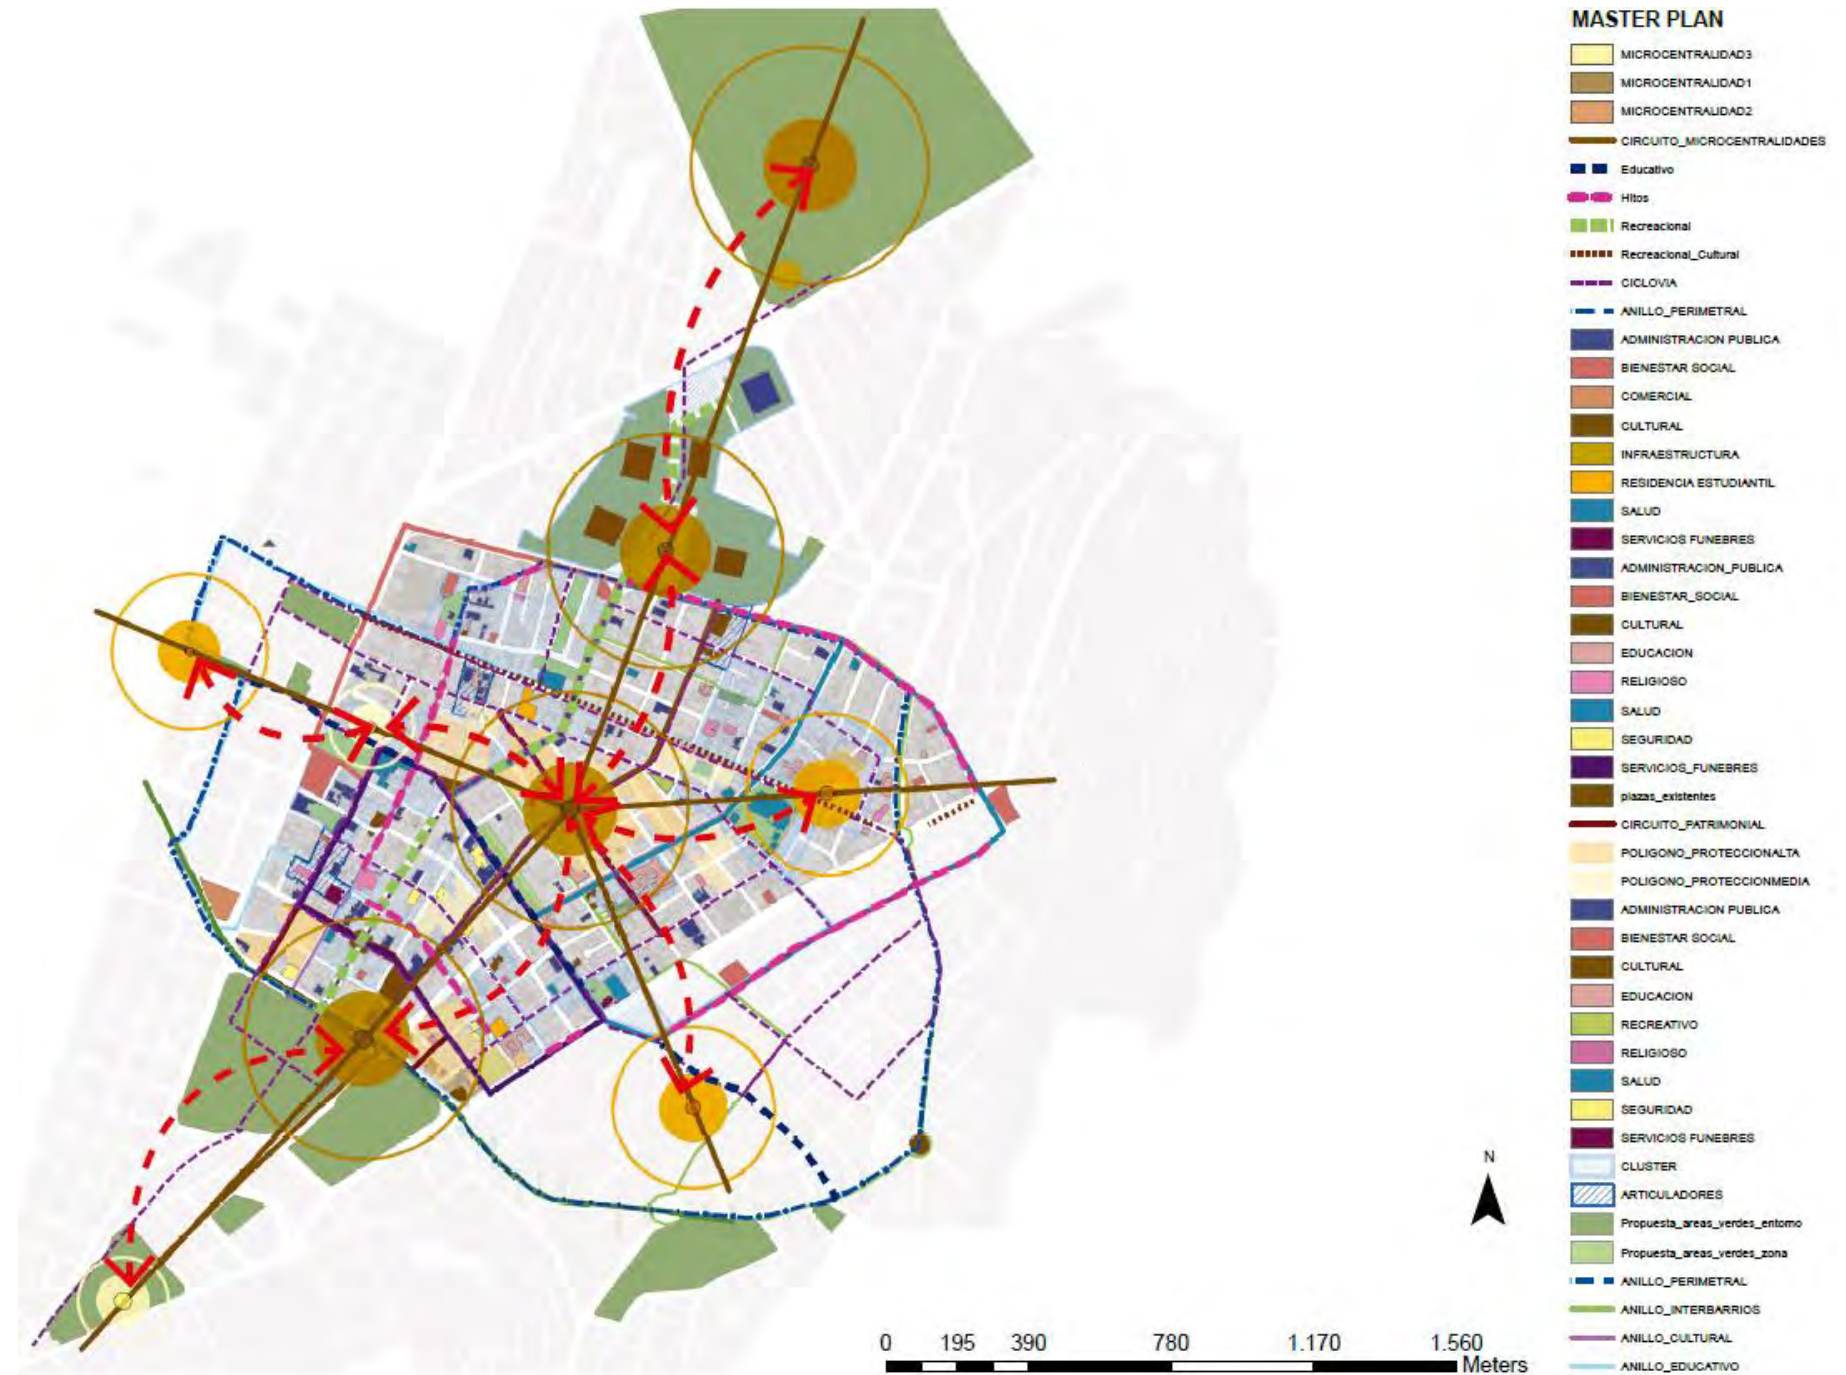 MASTER PLAN
MICROCENTRALIDAD3
MICROCENTRALIDAD1
MICROCENTRALIDAD2
CIRCUITO_MICROCENTRALIDADES
Educativo
Hitos
Recreacional
Recreacional_Cultural
CICLOVIA
ANILLO_PERIMETRAL
ADMINISTRACION PUBLICA
BIENESTAR SOCIAL
COMERCIAL
CULTURAL
INFRAESTRUCTURA
RESIDENCIA ESTUDIANTIL
SALUD
SERVICIOS FUNEBRES
ADMINISTRACION_PUBLICA
BIENESTAR_SOCIAL
CULTURAL
EDUCACION
RELIGIOSO
SALUD
SEGURIDAD
SERVICIOS_FUNEBRES
plazas_existentes
CIRCUITO_PATRIMONIAL
POLIGONO_PROTECCIONALTA
POLIGONO_PROTECCIONMEDIA
ADMINISTRACION PUBLICA
BIENESTAR SOCIAL
CULTURAL
EDUCACION
RECREATIVO
RELIGIOSO
SALUD
SEGURIDAD
SERVICIOS FUNEBRES
CLUSTER
ARTICULADORES
Propuesta_areas_verdes_entorno
Propuesta_areas_verdes_zona
ANILLO_PERIMETRAL
ANILLO_INTERBARRIOS
ANILLO_CULTURAL
ANILLO_EDUCATIVO
N
0 195 390 780 1.170 1.560
Meters